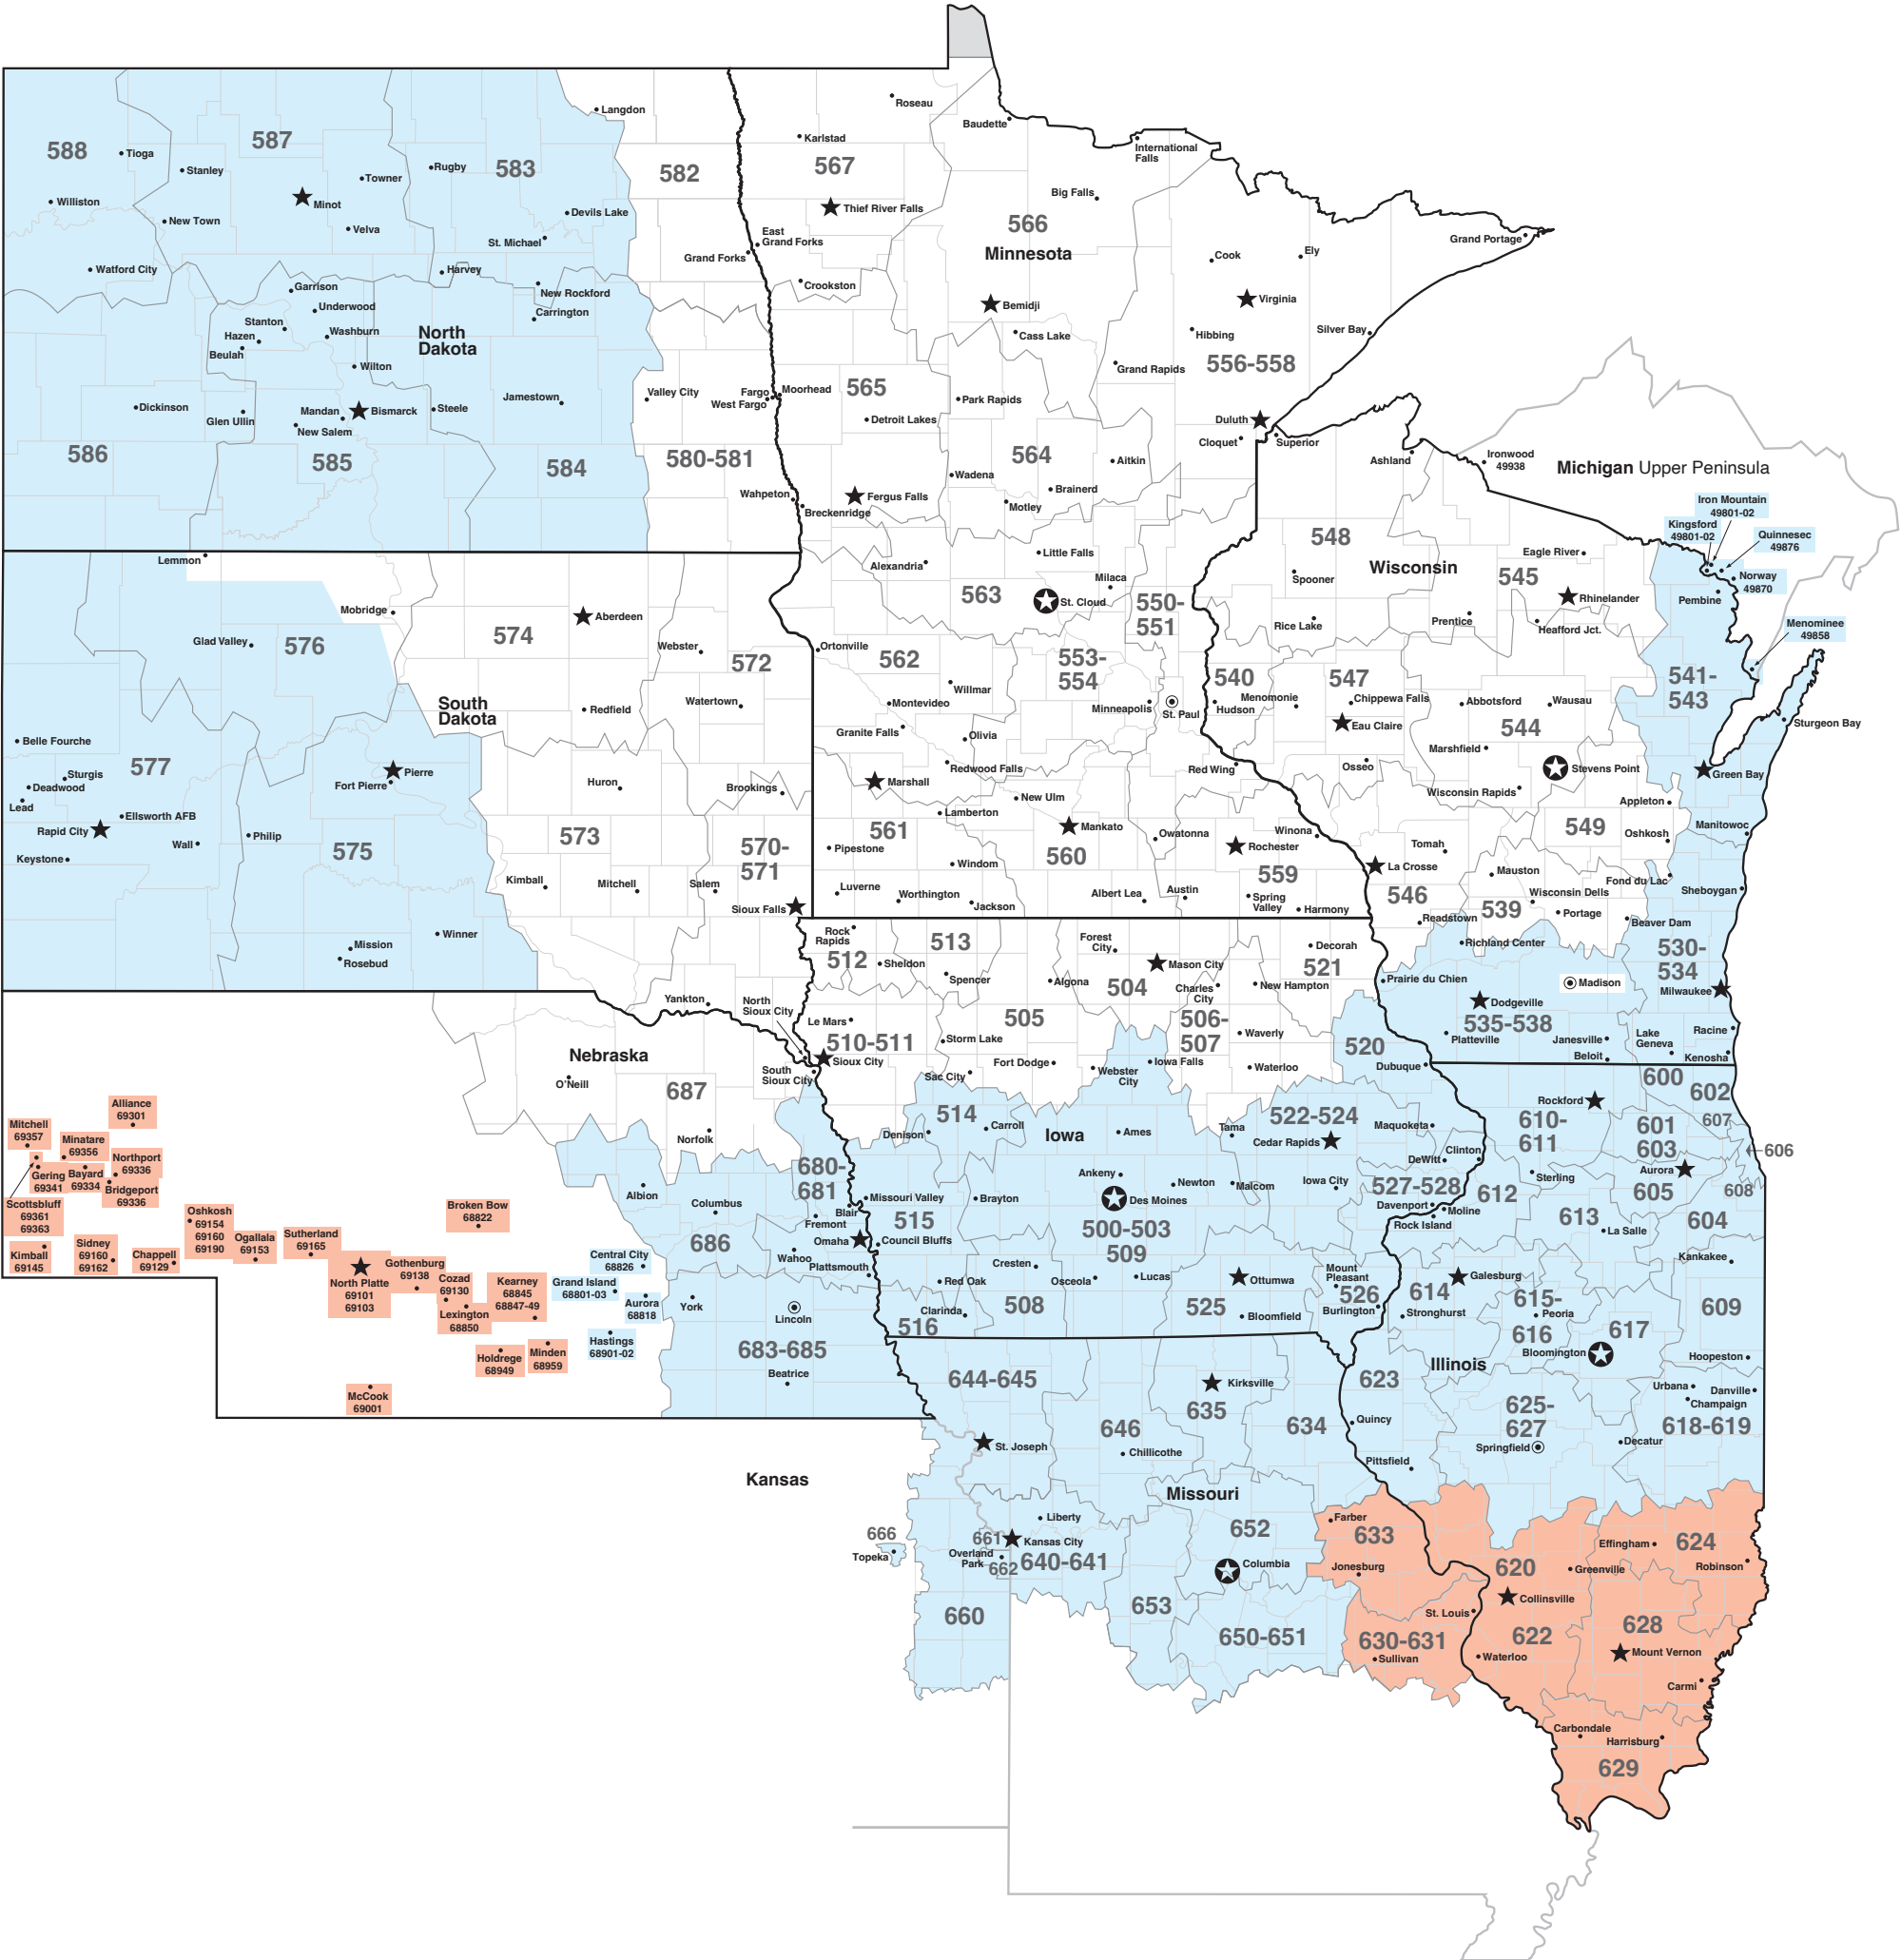 Langdon
Roseau
Baudette
Karlstad
International
Falls
588
Tioga
587
Stanley
Towner
Rugby
583
582
567
Thief River Falls
Big Falls
566
Minnesota
Williston
Minot
New Town
Velva
Devils Lake
St. Michael
East
Grand Forks
Grand Forks
Cook
Ely
Grand Portage
Watford City
Harvey
Garrison
Underwood
New Rockford
Carrington
Crookston
Bemidji
Virginia
Stanton
Hazen
Washburn
Beulah
North
Dakota
Cass Lake
Hibbing
Silver Bay
Wilton
Grand Rapids
556-558
Dickinson
Glen Ullin
Mandan
Bismarck
New Salem
Steele
Jamestown
Valley City
Fargo
West Fargo
Moorhead
565
Detroit Lakes
Park Rapids
Duluth
Cloquet
Superior
586
585
584
580-581
564
Wadena
Aitkin
Brainerd
Motley
Ashland
Ironwood
49938
Michigan Upper Peninsula
Wahpeton
Fergus Falls
Breckenridge
Iron Mountain
49801-02
Kingsford
49801-02
Quinnesec
49876
Norway
49870
Pembine
Menominee
49858
Lemmon
Little Falls
Alexandria
Milaca
563
St. Cloud
550-
551
548
Spooner
Wisconsin
Eagle River
545
Rhinelander
Heafford Jct.
Prentice
Rice Lake
Mobridge
Glad Valley
576
574
Aberdeen
Webster
572
Ortonville
562
553-
554
540
Hudson
Menomonie
547
Chippewa Falls
Eau Claire
Abbotsford
Wausau
541-
543
Sturgeon Bay
South
Dakota
Redfield
Watertown
Willmar
Montevideo
Minneapolis
St. Paul
544
Marshfield
Stevens Point
Green Bay
Belle Fourche
577
Sturgis
Deadwood
Lead
Ellsworth AFB
Rapid City
Keystone
Wall
Philip
Pierre
Fort Pierre
Granite Falls
Olivia
Redwood Falls
Red Wing
Osseo
Wisconsin Rapids
Appleton
Huron
Brookings
Marshall
New Ulm
Lamberton
Mankato
Owatonna
Winona
Rochester
549
Oshkosh
Manitowoc
575
573
570-
571
561
Pipestone
Windom
560
559
La Crosse
Tomah
Mauston
Fond du Lac
Sheboygan
Kimball
Mitchell
Salem
Sioux Falls
Luverne
Worthington
Jackson
Albert Lea
Austin
Spring
Valley
Harmony
546
Readstown
539
Wisconsin Dells
Portage
Beaver Dam
Mission
Rosebud
Winner
Rock
Rapids
512
513
Sheldon
Spencer
Forest
City
Algona
504
Mason City
Charles
City
Decorah
521
New Hampton
Richland Center
Prairie du Chien
Madison
530-
534
Milwaukee
Yankton
North
Sioux City
Le Mars
510-511
Sioux City
South
Sioux City
505
Storm Lake
Fort Dodge
Sac City
Webster
City
506-
507
Iowa Falls
Waverly
Waterloo
520
Dubuque
Dodgeville
535-538
Platteville
Janesville
Beloit
Lake
Geneva
Racine
Kenosha
Nebraska
O'Neill
687
Norfolk
514
Carroll
Denison
Iowa
Ames
Tama
522-524
Cedar Rapids
Maquoketa
Clinton
DeWitt
Rockford
610-
611
600
602
601
603
607
606
Aurora
605
608
Alliance
69301
Mitchell
69357
Minatare
69356
Northport
69336
Gering
69341
Bayard
69334
Bridgeport
69336
Scottsbluff
69361
69363
Kimball
69145
Sidney
69160
69162
Chappell
69129
Oshkosh
69154
69160
69190
Ogallala
69153
Sutherland
69165
North Platte
69101
69103
Gothenburg
69138
Cozad
69130
Lexington
68850
Broken Bow
68822
Kearney
68845
68847-49
Holdrege
68949
Minden
68959
McCook
69001
Central City
68826
Grand Island
68801-03
Aurora
68818
Hastings
68901-02
Albion
Columbus
686
680-
681
Blair
Fremont
Omaha
Wahoo
Plattsmouth
York
Lincoln
683-685
Beatrice
Missouri Valley
515
Council Bluffs
Brayton
Ankeny
Des Moines
500-503
509
Newton
Malcom
Iowa City
527-528
Davenport
Moline
Rock Island
612
Sterling
613
La Salle
604
Kankakee
Red Oak
Creston
Osceola
Lucas
Clarinda
516
508
525
Ottumwa
Bloomfield
Mount
Pleasant
526
Burlington
614
Galesburg
Stronghurst
615-
Peoria
616
617
Bloomington
609
Hoopeston
Illinois
623
Quincy
Pittsfield
625-
627
Springfield
Urbana
Champaign
Danville
618-619
Decatur
644-645
St. Joseph
646
Chillicothe
Kirksville
635
634
Kansas
Missouri
666
Topeka
661
Overland
Park
662
Liberty
Kansas City
640-641
652
Columbia
653
650-651
660
Farber
633
Jonesburg
St. Louis
630-631
Sullivan
620
Collinsville
622
Waterloo
Greenville
Effingham
624
Robinson
628
Mount Vernon
Carmi
Carbondale
Harrisburg
629